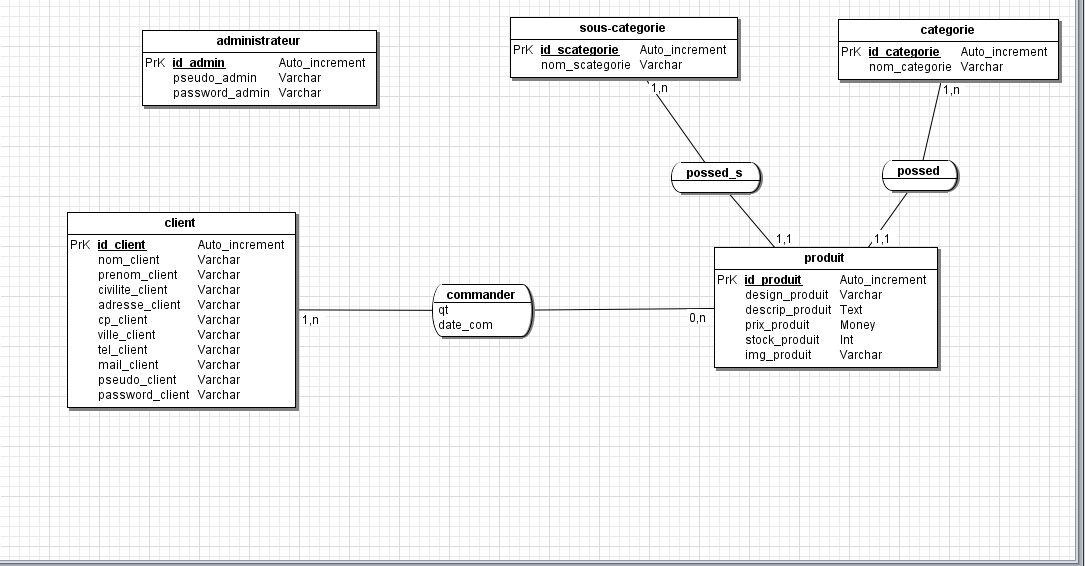 administrateur
PrK id_admin Auto_increment
pseudo_admin Varchar
password_admin Varchar
sous-categorie
PrK id_scategorie Auto_increment
nom_scategorie Varchar
categorie
PrK id_categorie Auto_increment
nom_categorie Varchar
1,n
1,n
possed_s
possed
1,1
1,1
client
PrK id_client Auto_increment
nom_client Varchar
prenom_client Varchar
civilite_client Varchar
adresse_client Varchar
cp_client Varchar
ville_client Varchar
tel_client Varchar
mail_client Varchar
pseudo_client Varchar
password_client Varchar
1,n
commander
qt
date_com
0,n
produit
PrK id_produit Auto_increment
design_produit Varchar
descrip_produit Text
prix_produit Money
stock_produit Int
img_produit Varchar